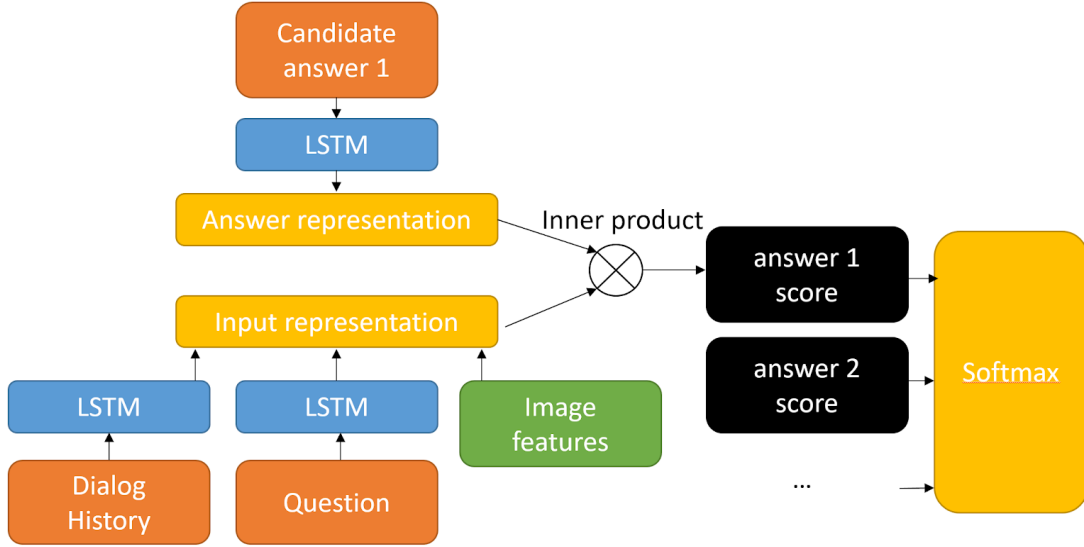 Candidate
answer 1
LSTM
Answer representation
Inner product
answer 1
score
Input representation
answer 2
score
Softmax
LSTM
LSTM
Image
features
Dialog
History
Question
...